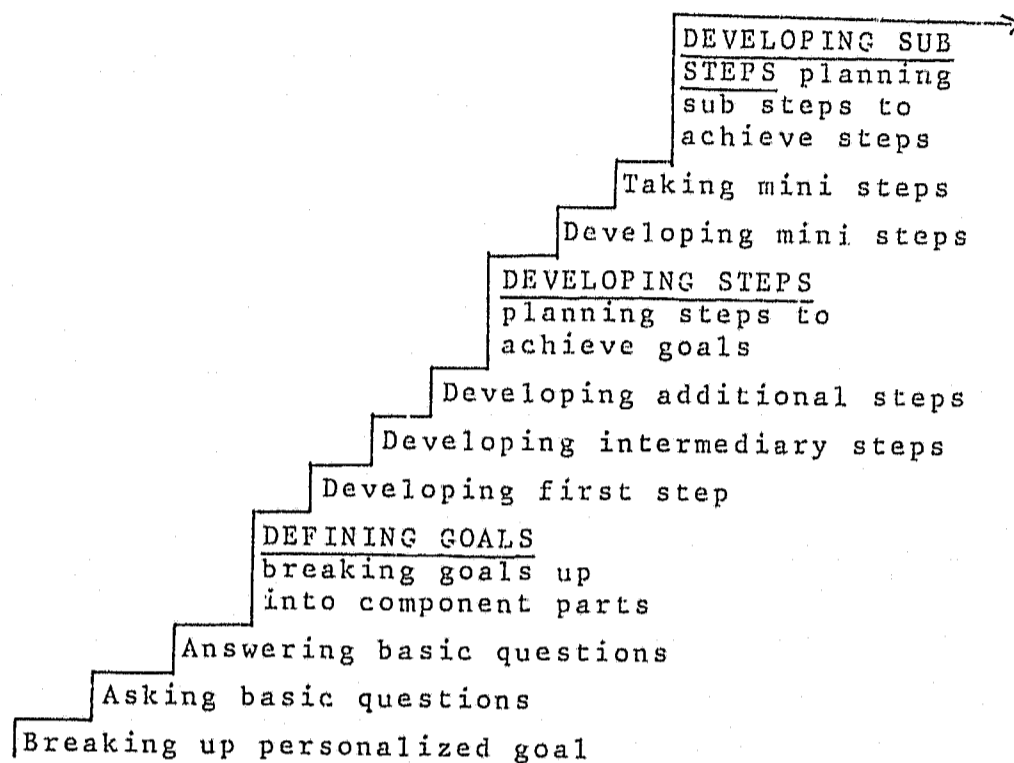 DEVELOPING SUB
STEPS planning
sub steps to
achieve steps
Taking mini steps
Developing mini steps
DEVELOPING STEPS
planning steps to
achieve goals
Developing additional steps
Developing intermediary steps
Developing first step
DEFINING GOALS
breaking goals up
into component parts
Answering basic questions
Asking basic questions
Breaking up personalized goal